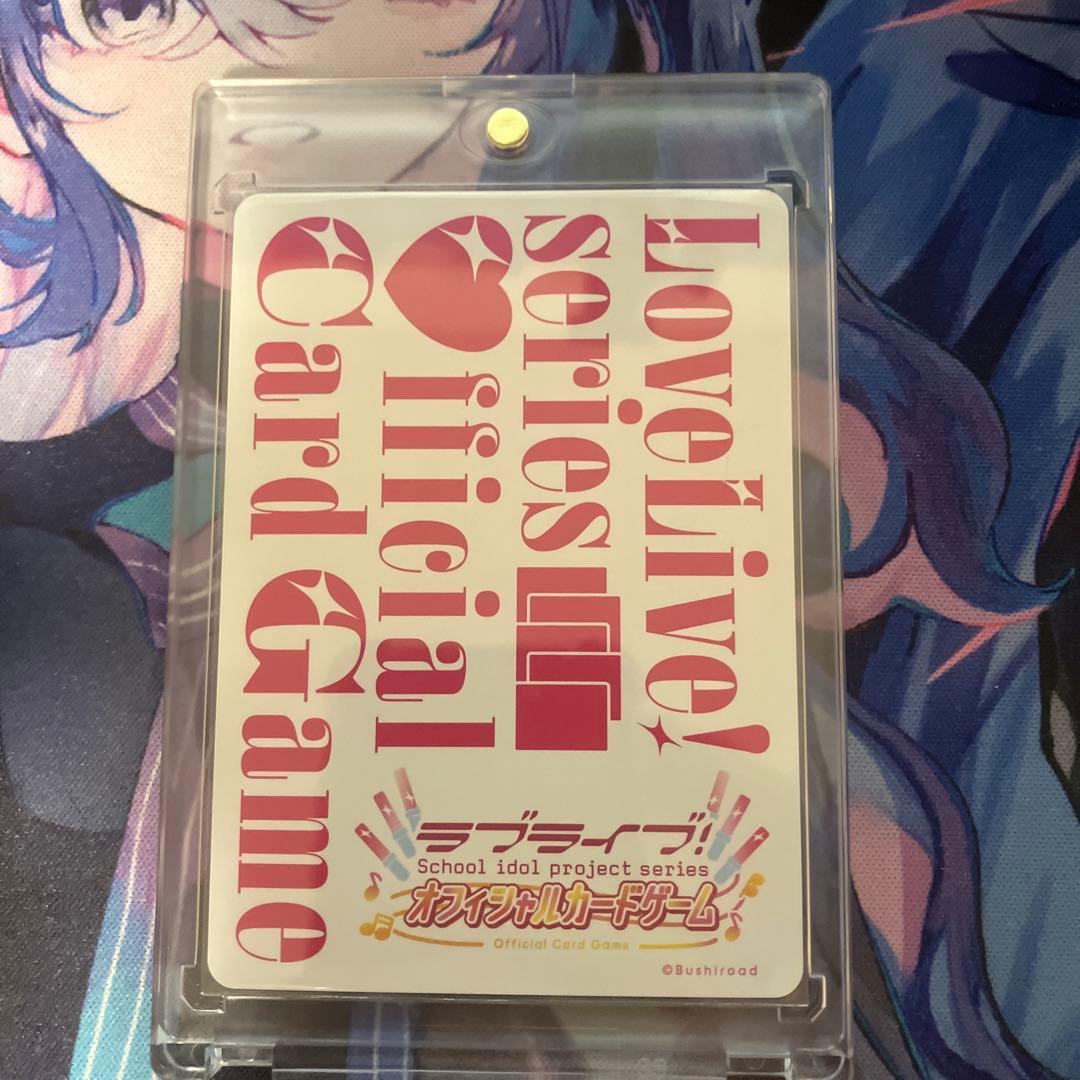 LoveLive!
series
♥fficial
Card Game
ラブライブ!
School idol project series
オフィシャルカードゲーム
Official Card Game
©Bushiroad